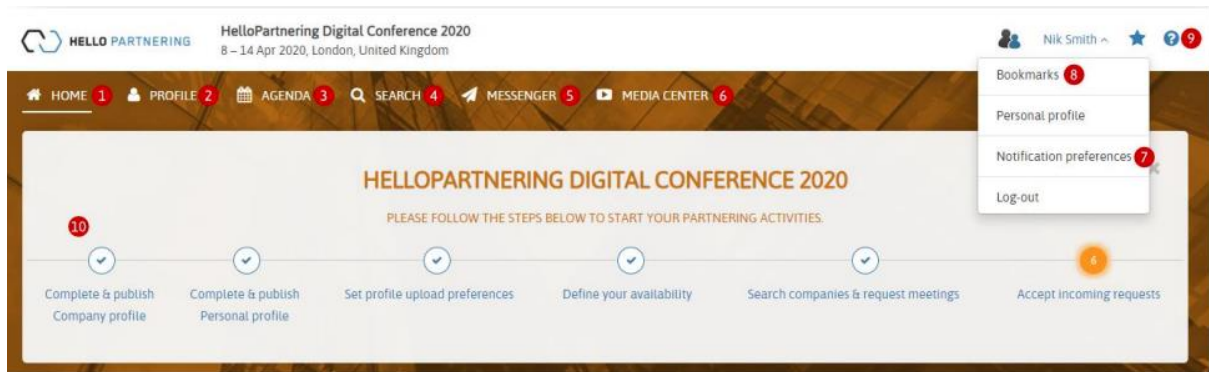 HELLO PARTNERING
HelloPartnering Digital Conference 2020
8 – 14 Apr 2020, London, United Kingdom
Nik Smith
9
HOME 1 PROFILE 2 AGENDA 3 SEARCH 4 MESSENGER 5 MEDIA CENTER 6
Bookmarks 8
Personal profile
Notification preferences 7
Log-out
HELLOPARTNERING DIGITAL CONFERENCE 2020
PLEASE FOLLOW THE STEPS BELOW TO START YOUR PARTNERING ACTIVITIES.
10
6
Complete & publish
Company profile
Complete & publish
Personal profile
Set profile upload preferences
Define your availability
Search companies & request meetings
Accept incoming requests